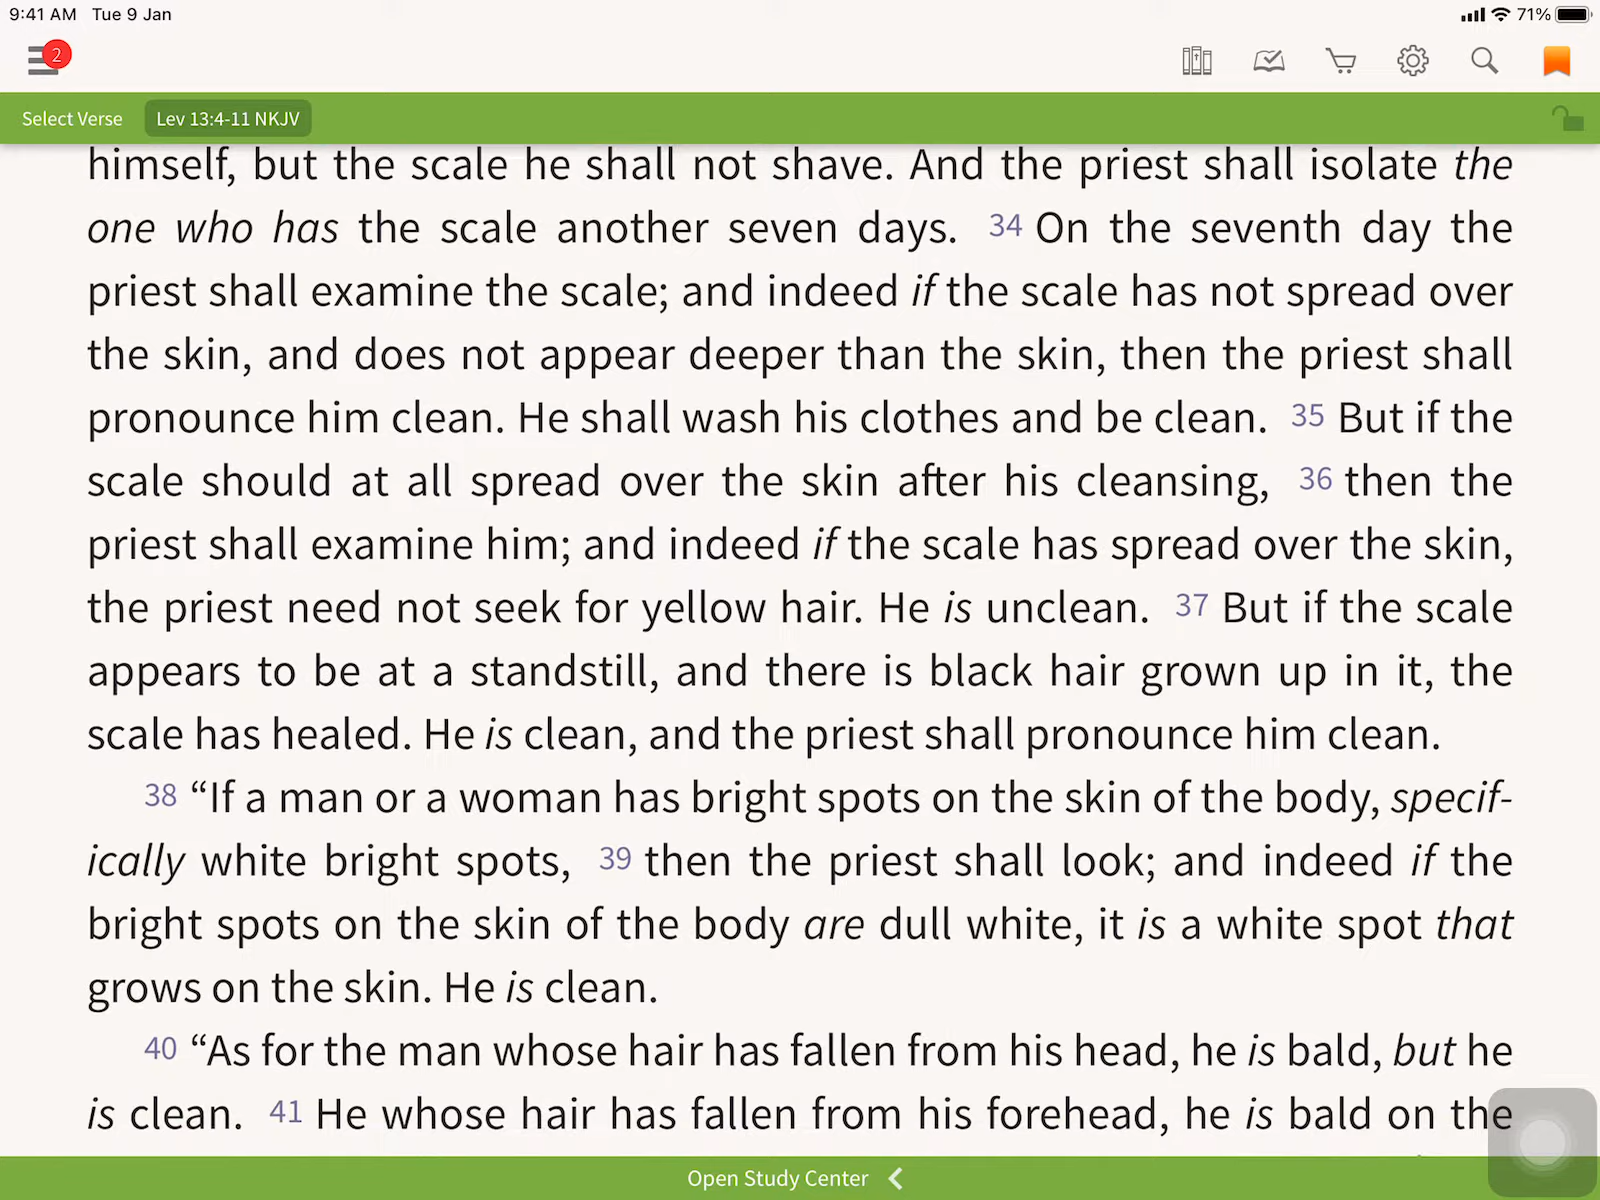 9:41 AM Tue 9 Jan 71%
2
Select Verse Lev 13:4-11 NKJV
himself, but the scale he shall not shave. And the priest shall isolate the
one who has the scale another seven days. 34 On the seventh day the
priest shall examine the scale; and indeed if the scale has not spread over
the skin, and does not appear deeper than the skin, then the priest shall
pronounce him clean. He shall wash his clothes and be clean. 35 But if the
scale should at all spread over the skin after his cleansing, 36 then the
priest shall examine him; and indeed if the scale has spread over the skin,
the priest need not seek for yellow hair. He is unclean. 37 But if the scale
appears to be at a standstill, and there is black hair grown up in it, the
scale has healed. He is clean, and the priest shall pronounce him clean.
38 “If a man or a woman has bright spots on the skin of the body, specif-
ically white bright spots, 39 then the priest shall look; and indeed if the
bright spots on the skin of the body are dull white, it is a white spot that
grows on the skin. He is clean.
40 “As for the man whose hair has fallen from his head, he is bald, but he
is clean. 41 He whose hair has fallen from his forehead, he is bald on the
Open Study Center